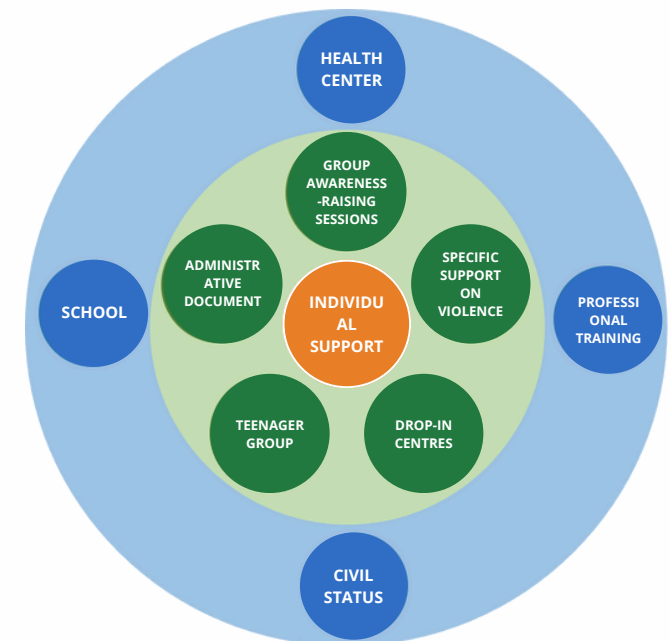 HEALTH
CENTER
GROUP
AWARENESS
-RAISING
SESSIONS
ADMINISTR
ATIVE
DOCUMENT
SPECIFIC
SUPPORT
ON
VIOLENCE
SCHOOL
INDIVIDU
AL
SUPPORT
PROFESSI
ONAL
TRAINING
TEENAGER
GROUP
DROP-IN
CENTRES
CIVIL
STATUS